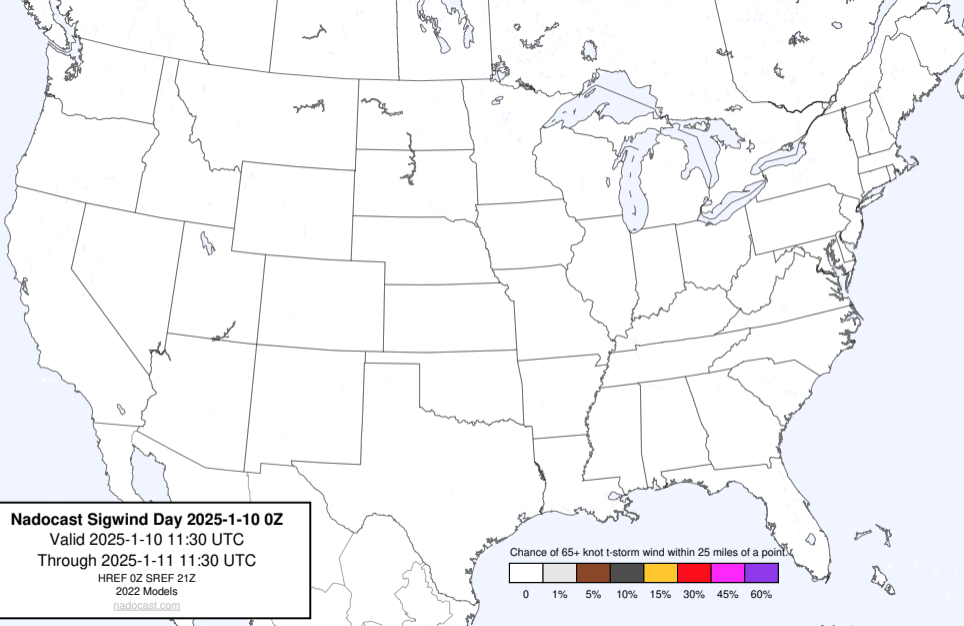 Nadocast Sigwind Day 2025-1-10 0Z
Valid 2025-1-10 11:30 UTC
Through 2025-1-11 11:30 UTC
HREF 0Z SREF 21Z
2022 Models
nadocast.com
Chance of 65+ knot t-storm wind within 25 miles of a point.
0 1% 5% 10% 15% 30% 45% 60%